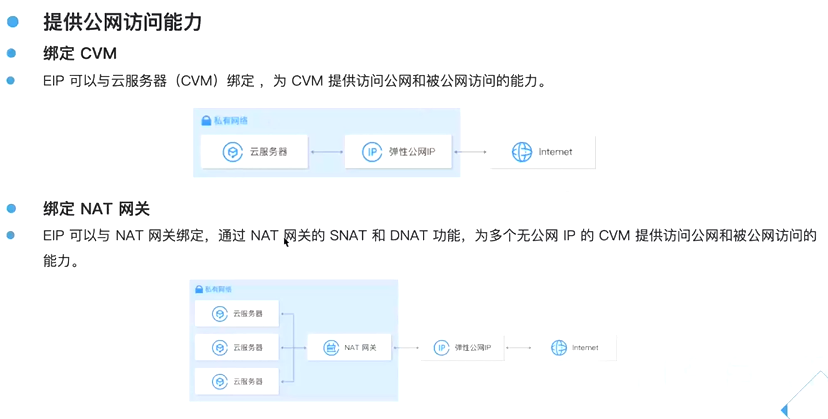 提供公网访问能力
绑定 CVM
EIP 可以与云服务器（CVM）绑定 ，为 CVM 提供访问公网和被公网访问的能力。
私有网络
云服务器
弹性公网IP
Internet
绑定 NAT 网关
EIP 可以与 NAT 网关绑定，通过 NAT 网关的 SNAT 和 DNAT 功能，为多个无公网 IP 的 CVM 提供访问公网和被公网访问的
能力。
私有网络
云服务器
云服务器
NAT 网关
弹性公网IP
Internet
云服务器